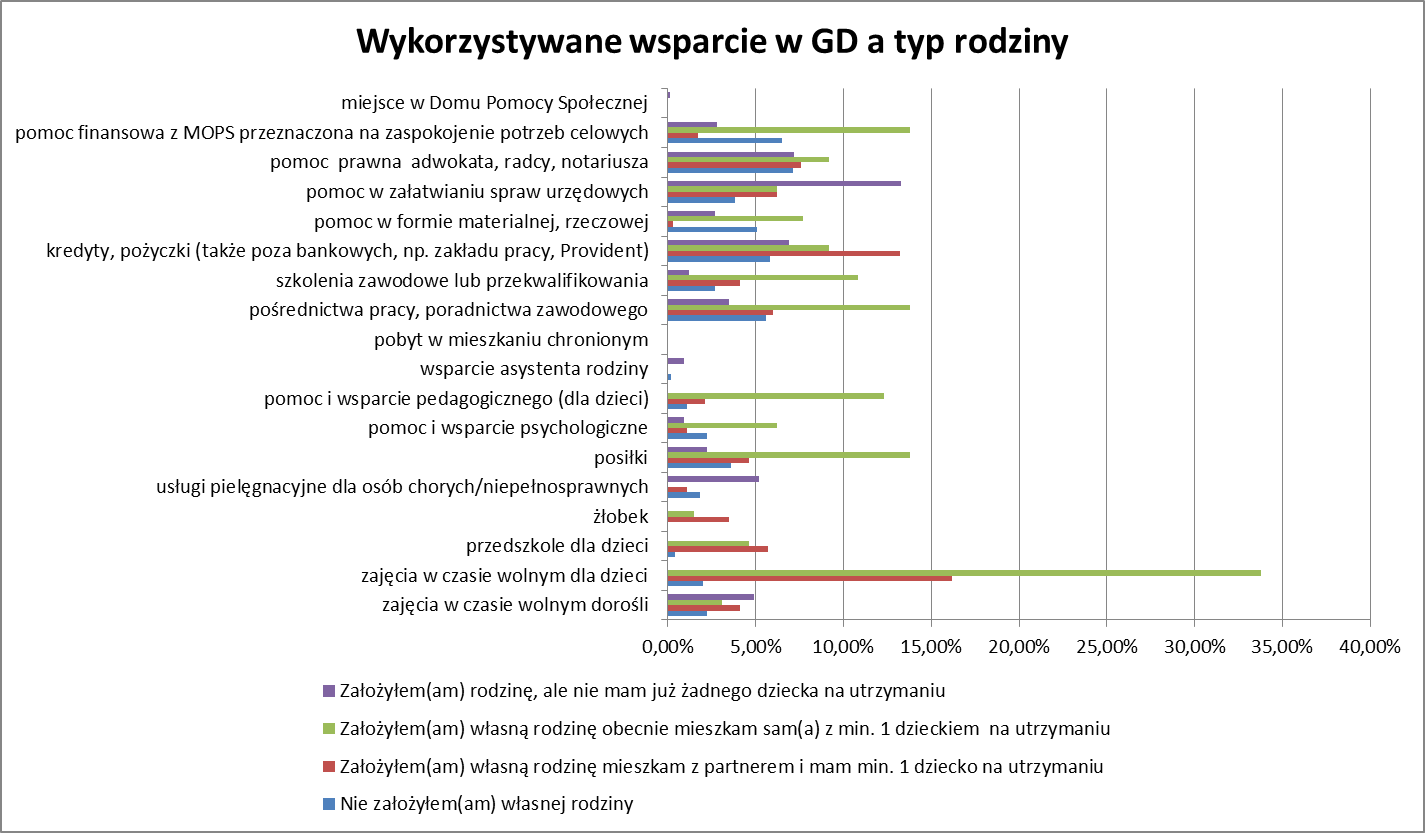 Wykorzystywane wsparcie w GD a typ rodziny
miejsce w Domu Pomocy Społecznej
pomoc finansowa z MOPS przeznaczona na zaspokojenie potrzeb celowych
pomoc prawna adwokata, radcy, notariusza
pomoc w załatwianiu spraw urzędowych
pomoc w formie materialnej, rzeczowej
kredyty, pożyczki (także poza bankowych, np. zakładu pracy, Provident)
szkolenia zawodowe lub przekwalifikowania
pośrednictwa pracy, poradnictwa zawodowego
pobyt w mieszkaniu chronionym
wsparcie asystenta rodziny
pomoc i wsparcie pedagogicznego (dla dzieci)
pomoc i wsparcie psychologiczne
posiłki
usługi pielęgnacyjne dla osób chorych/niepełnosprawnych
żłobek
przedszkole dla dzieci
zajęcia w czasie wolnym dla dzieci
zajęcia w czasie wolnym dorośli
0,00% 5,00% 10,00% 15,00% 20,00% 25,00% 30,00% 35,00% 40,00%
Założyłem(am) rodzinę, ale nie mam już żadnego dziecka na utrzymaniu
Założyłem(am) własną rodzinę obecnie mieszkam sam(a) z min. 1 dzieckiem na utrzymaniu
Założyłem(am) własną rodzinę mieszkam z partnerem i mam min. 1 dziecko na utrzymaniu
Nie założyłem(am) własnej rodziny